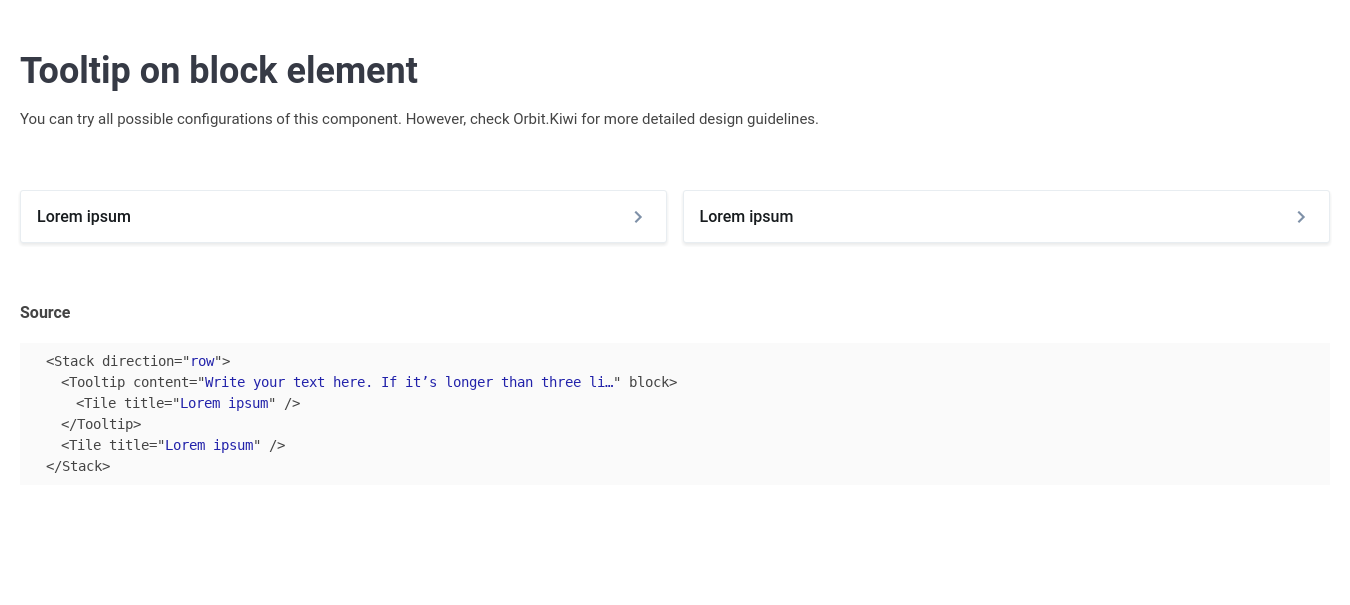 Tooltip on block element
You can try all possible configurations of this component. However, check Orbit.Kiwi for more detailed design guidelines.
Lorem ipsum
Lorem ipsum
Source
<Stack direction="row">
<Tooltip content="Write your text here. If it’s longer than three li…" block>
<Tile title="Lorem ipsum" />
</Tooltip>
<Tile title="Lorem ipsum" />
</Stack>